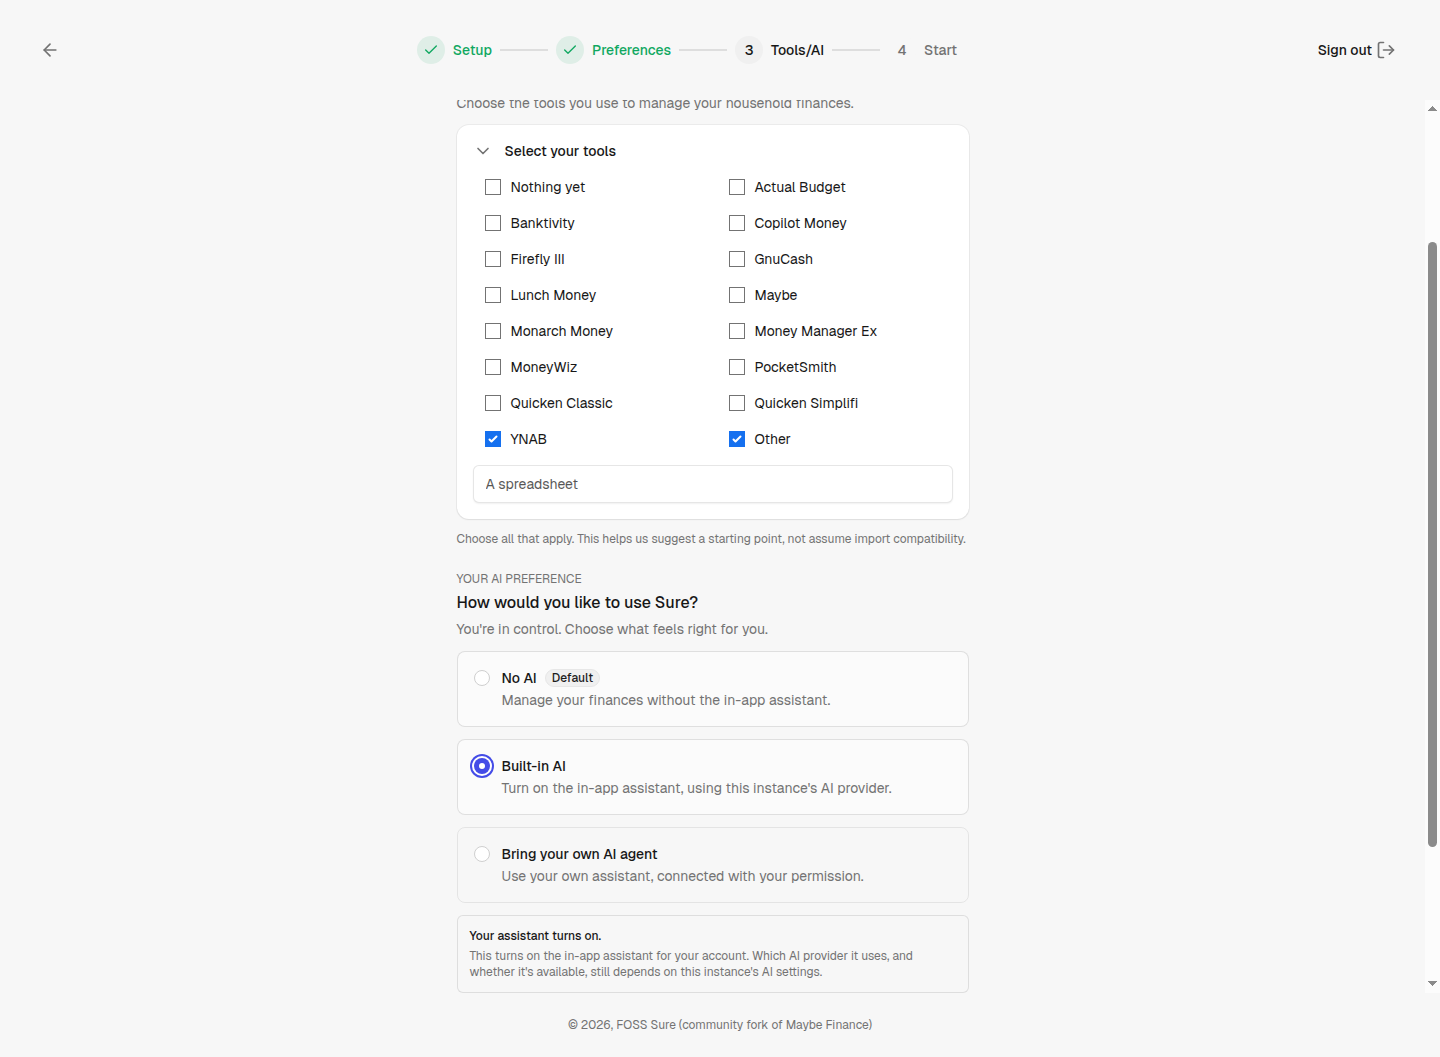 Setup
Preferences
3 Tools/AI
4 Start
Sign out
Choose the tools you use to manage your household finances.
Select your tools
Nothing yet
Actual Budget
Banktivity
Copilot Money
Firefly III
GnuCash
Lunch Money
Maybe
Monarch Money
Money Manager Ex
MoneyWiz
PocketSmith
Quicken Classic
Quicken Simplifi
YNAB
Other
A spreadsheet
Choose all that apply. This helps us suggest a starting point, not assume import compatibility.
YOUR AI PREFERENCE
How would you like to use Sure?
You're in control. Choose what feels right for you.
No AI Default
Manage your finances without the in-app assistant.
Built-in AI
Turn on the in-app assistant, using this instance's AI provider.
Bring your own AI agent
Use your own assistant, connected with your permission.
Your assistant turns on.
This turns on the in-app assistant for your account. Which AI provider it uses, and
whether it's available, still depends on this instance's AI settings.
© 2026, FOSS Sure (community fork of Maybe Finance)